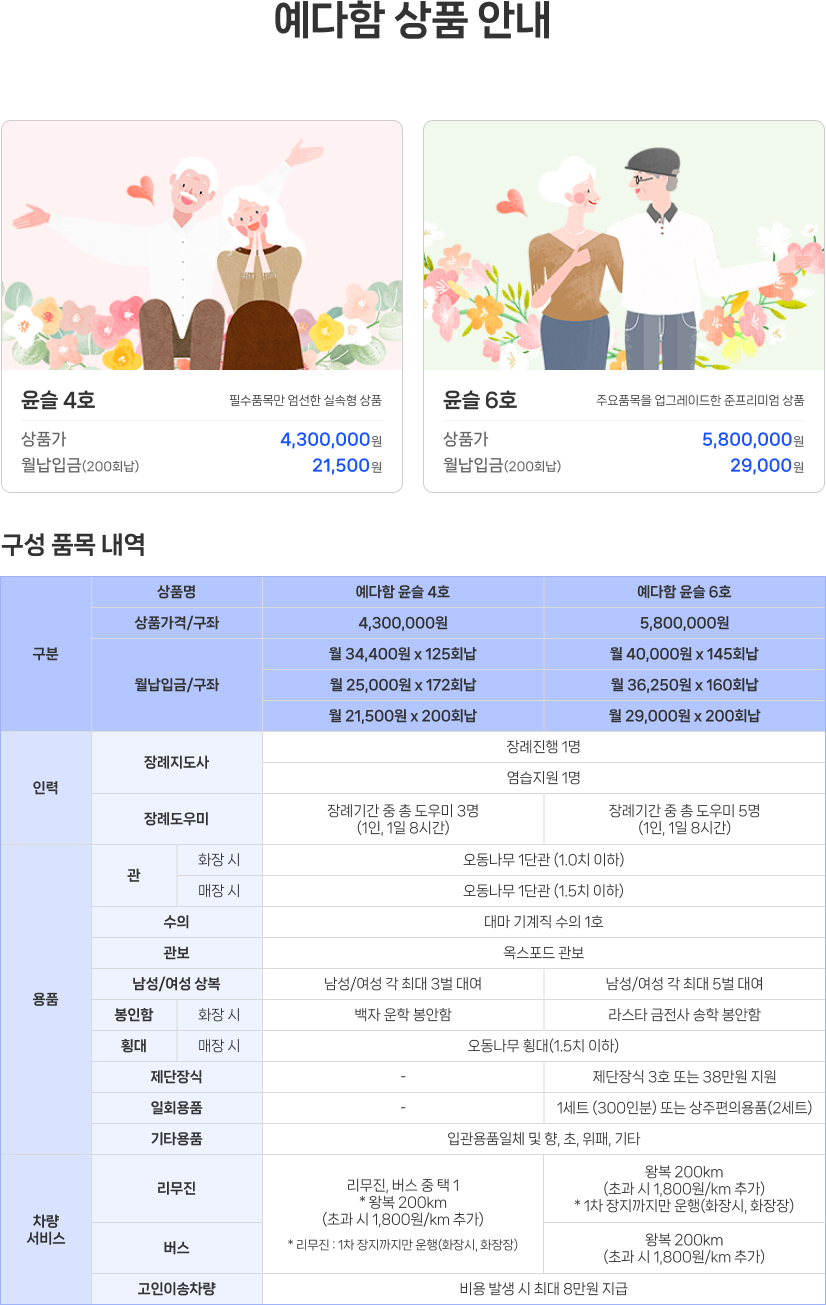 예다함 상품 안내
윤슬 4호
필수품목만 엄선한 실속형 상품
상품가
4,300,000원
월납입금(200회납)
21,500원
윤슬 6호
주요품목을 업그레이드한 준프리미엄 상품
상품가
5,800,000원
월납입금(200회납)
29,000원
구성 품목 내역
구분
상품명
예다함 윤슬 4호
예다함 윤슬 6호
상품가격/구좌
4,300,000원
5,800,000원
월납입금/구좌
월 34,400원 x 125회납
월 40,000원 x 145회납
월 25,000원 x 172회납
월 36,250원 x 160회납
월 21,500원 x 200회납
월 29,000원 x 200회납
인력
장례지도사
장례진행 1명
염습지원 1명
장례도우미
장례기간 중 총 도우미 3명
(1인, 1일 8시간)
장례기간 중 총 도우미 5명
(1인, 1일 8시간)
용품
관
화장 시
오동나무 1단관 (1.0치 이하)
매장 시
오동나무 1단관 (1.5치 이하)
수의
대마 기계직 수의 1호
관보
옥스포드 관보
남성/여성 상복
남성/여성 각 최대 3벌 대여
남성/여성 각 최대 5벌 대여
봉인함
화장 시
백자 운학 봉안함
라스타 금전사 송학 봉안함
횡대
매장 시
오동나무 횡대(1.5치 이하)
제단장식
-
제단장식 3호 또는 38만원 지원
일회용품
-
1세트 (300인분) 또는 상주편의용품(2세트)
기타용품
입관용품일체 및 향, 초, 위패, 기타
차량
서비스
리무진
리무진, 버스 중 택 1
* 왕복 200km
(초과 시 1,800원/km 추가)
* 리무진 : 1차 장지까지만 운행(화장시, 화장장)
왕복 200km
(초과 시 1,800원/km 추가)
* 1차 장지까지만 운행(화장시, 화장장)
버스
왕복 200km
(초과 시 1,800원/km 추가)
고인이송차량
비용 발생 시 최대 8만원 지급